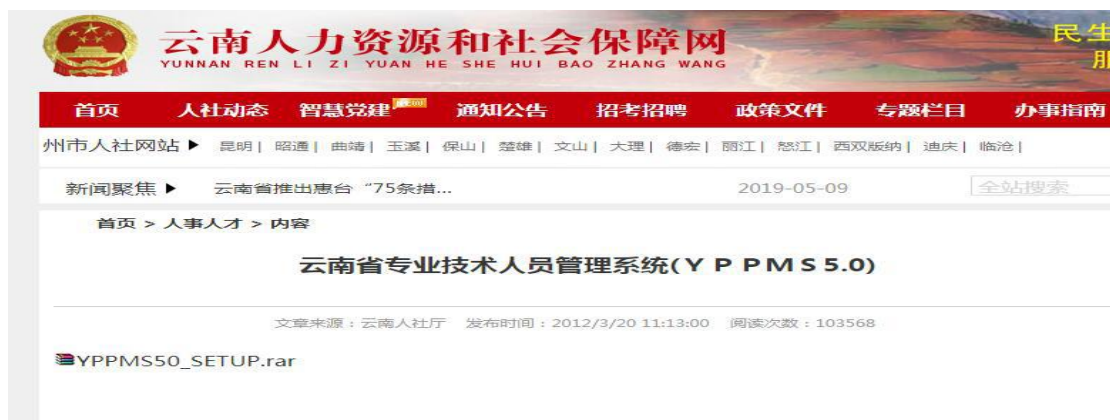 云南人力资源和社会保障网
YUNNAN REN LI ZI YUAN HE SHE HUI BAO ZHANG WANG
民生
首页 人社动态 智慧党建 通知公告 招考招聘 政策文件 专题栏目 办事指南
州市人社网站▶ 昆明| 昭通| 曲靖| 玉溪| 保山| 楚雄| 文山| 大理| 德宏| 丽江| 怒江| 西双版纳| 迪庆| 临沧|
新闻聚焦▶ 云南省推出惠台“75条措... 2019-05-09 全站搜索
首页 > 人事人才 > 内容
云南省专业技术人员管理系统(ＹＰＰＭＳ5.0)
文章来源：云南人社厅 发布时间：2012/3/20 11:13:00 阅读次数：103568
YPPMS50_SETUP.rar